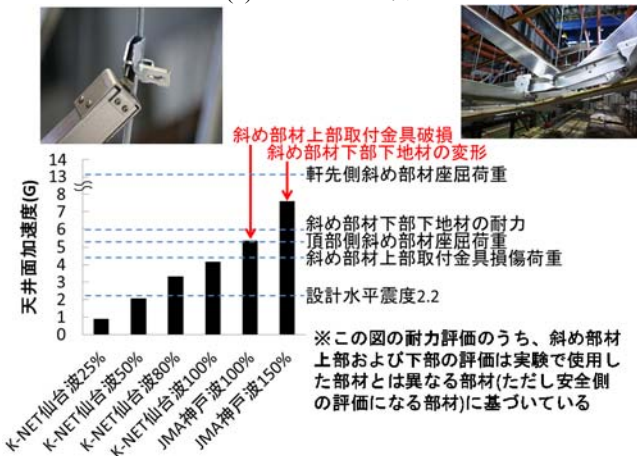 斜め部材上部取付金具破損
斜め部材下部下地材の変形
14
13
8
7
6
5
4
3
2
1
0
天井面加速度(G)
軒先側斜め部材座屈荷重
斜め部材下部下地材の耐力
頂部側斜め部材座屈荷重
斜め部材上部取付金具損傷荷重
設計水平震度2.2
K-NET仙台波25%
K-NET仙台波50%
K-NET仙台波80%
K-NET仙台波100%
JMA神戸波100%
JMA神戸波150%
※この図の耐力評価のうち、斜め部材
上部および下部の評価は実験で使用し
た部材とは異なる部材(ただし安全側
の評価になる部材)に基づいている